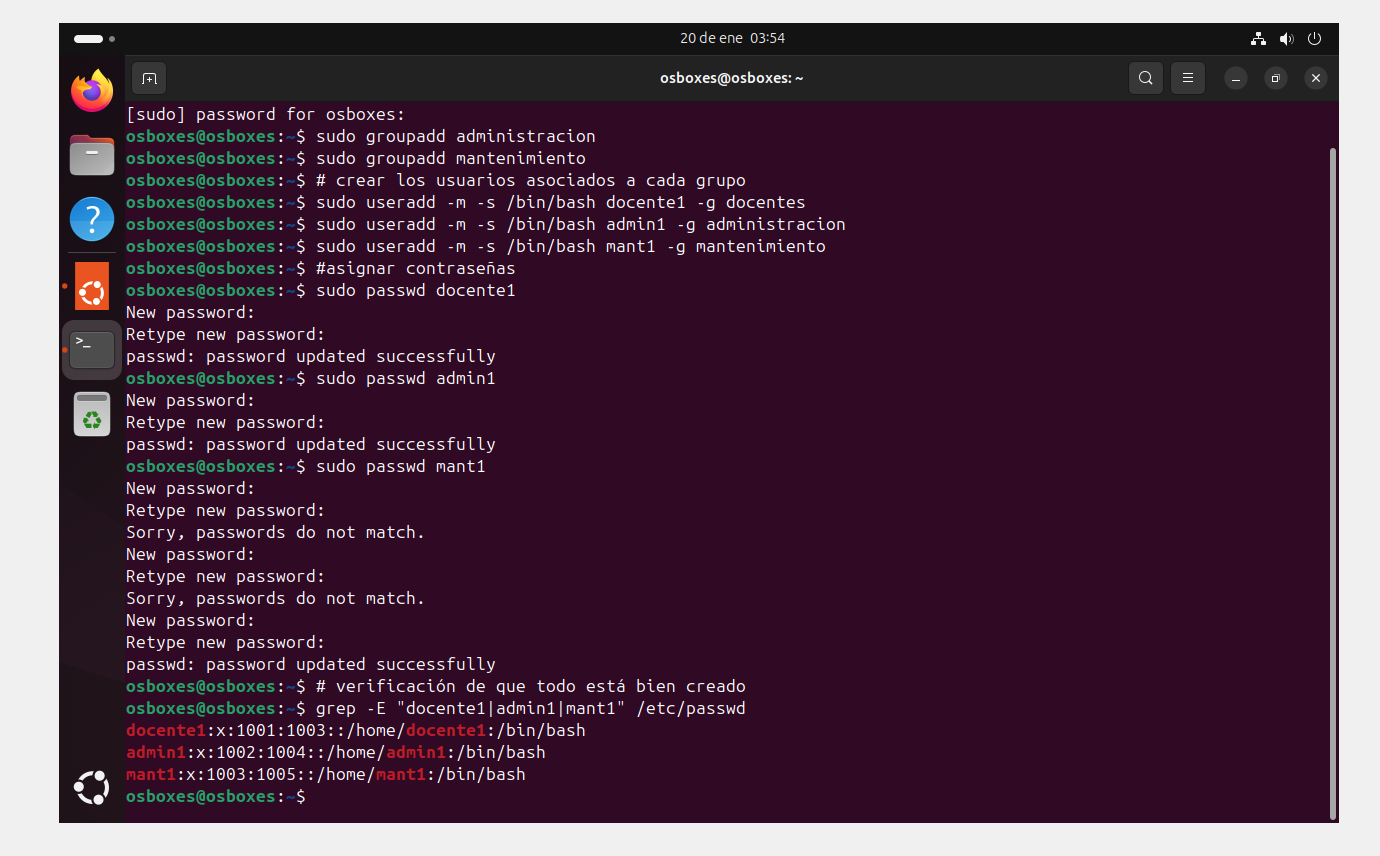 20 de ene 03:54
osboxes@osboxes: ~
[sudo] password for osboxes:
osboxes@osboxes:~$ sudo groupadd administracion
osboxes@osboxes:~$ sudo groupadd mantenimiento
osboxes@osboxes:~$ # crear los usuarios asociados a cada grupo
osboxes@osboxes:~$ sudo useradd -m -s /bin/bash docente1 -g docentes
osboxes@osboxes:~$ sudo useradd -m -s /bin/bash admin1 -g administracion
osboxes@osboxes:~$ sudo useradd -m -s /bin/bash mant1 -g mantenimiento
osboxes@osboxes:~$ #asignar contraseñas
osboxes@osboxes:~$ sudo passwd docente1
New password:
Retype new password:
passwd: password updated successfully
osboxes@osboxes:~$ sudo passwd admin1
New password:
Retype new password:
passwd: password updated successfully
osboxes@osboxes:~$ sudo passwd mant1
New password:
Retype new password:
Sorry, passwords do not match.
New password:
Retype new password:
Sorry, passwords do not match.
New password:
Retype new password:
passwd: password updated successfully
osboxes@osboxes:~$ # verificación de que todo está bien creado
osboxes@osboxes:~$ grep -E "docente1|admin1|mant1" /etc/passwd
docente1:x:1001:1003::/home/docente1:/bin/bash
admin1:x:1002:1004::/home/admin1:/bin/bash
mant1:x:1003:1005::/home/mant1:/bin/bash
osboxes@osboxes:~$